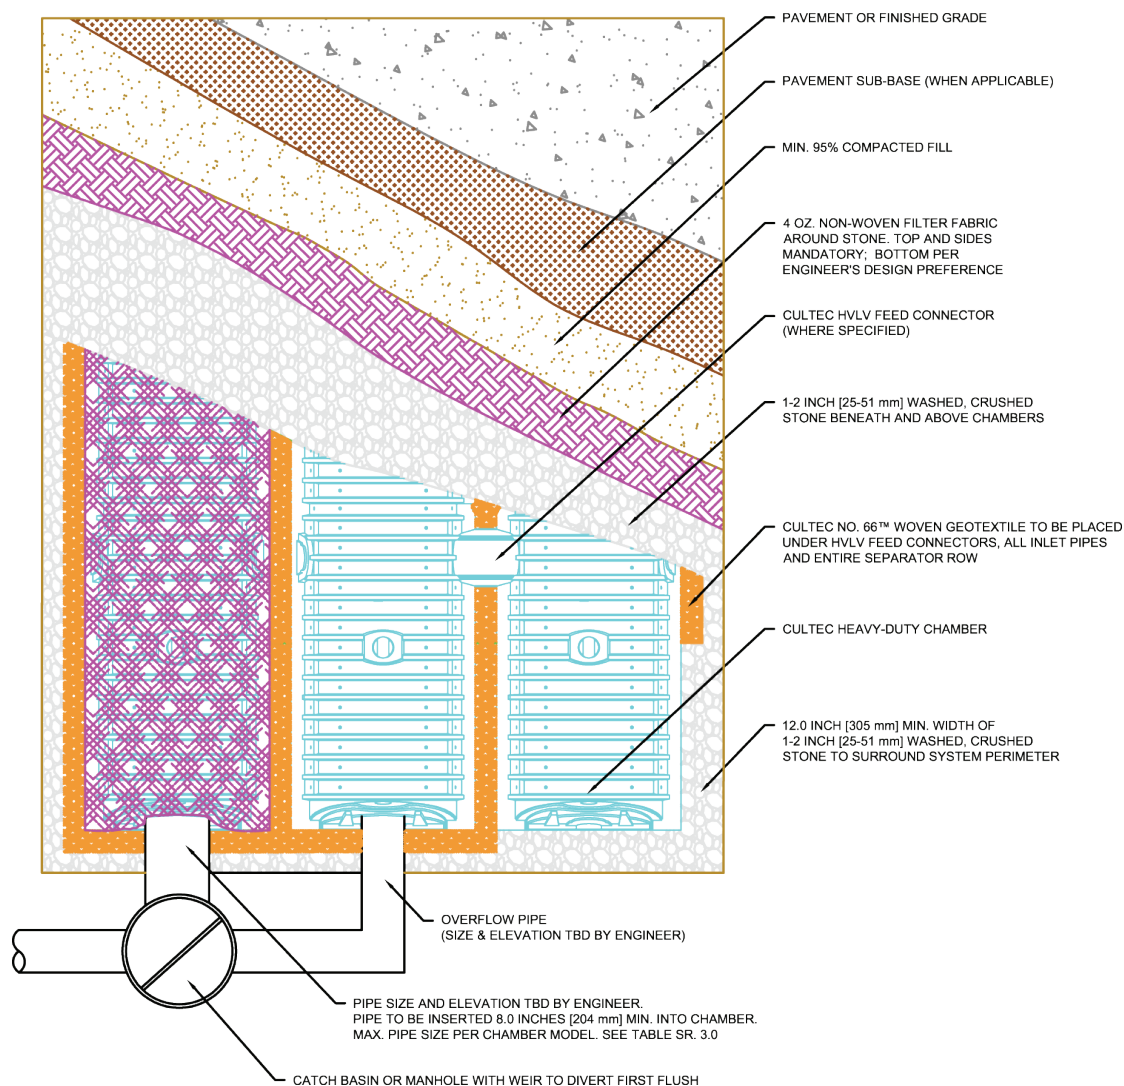 PAVEMENT OR FINISHED GRADE
PAVEMENT SUB-BASE (WHEN APPLICABLE)
MIN. 95% COMPACTED FILL
4 OZ. NON-WOVEN FILTER FABRIC
AROUND STONE. TOP AND SIDES
MANDATORY; BOTTOM PER
ENGINEER'S DESIGN PREFERENCE
CULTEC HVLV FEED CONNECTOR
(WHERE SPECIFIED)
1-2 INCH [25-51 mm] WASHED, CRUSHED
STONE BENEATH AND ABOVE CHAMBERS
CULTEC NO. 66™ WOVEN GEOTEXTILE TO BE PLACED
UNDER HVLV FEED CONNECTORS, ALL INLET PIPES
AND ENTIRE SEPARATOR ROW
CULTEC HEAVY-DUTY CHAMBER
12.0 INCH [305 mm] MIN. WIDTH OF
1-2 INCH [25-51 mm] WASHED, CRUSHED
STONE TO SURROUND SYSTEM PERIMETER
OVERFLOW PIPE
(SIZE & ELEVATION TBD BY ENGINEER)
PIPE SIZE AND ELEVATION TBD BY ENGINEER.
PIPE TO BE INSERTED 8.0 INCHES [204 mm] MIN. INTO CHAMBER.
MAX. PIPE SIZE PER CHAMBER MODEL. SEE TABLE SR. 3.0
CATCH BASIN OR MANHOLE WITH WEIR TO DIVERT FIRST FLUSH